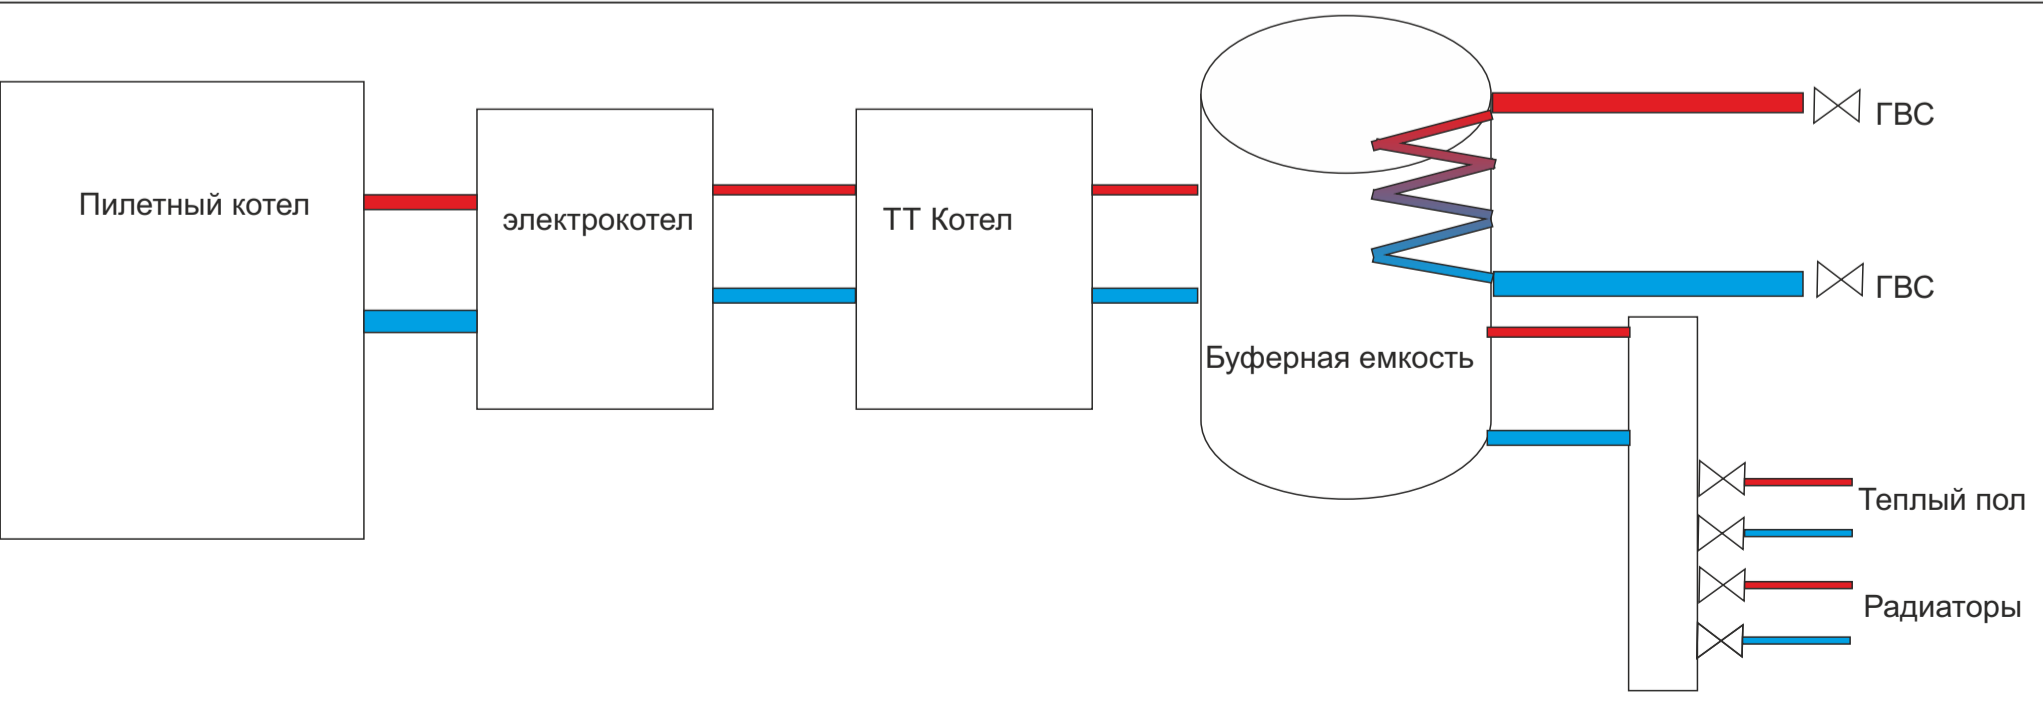 Пилетный котел
электрокотел
ТТ Котел
Буферная емкость
ГВС
ГВС
Теплый пол
Радиаторы